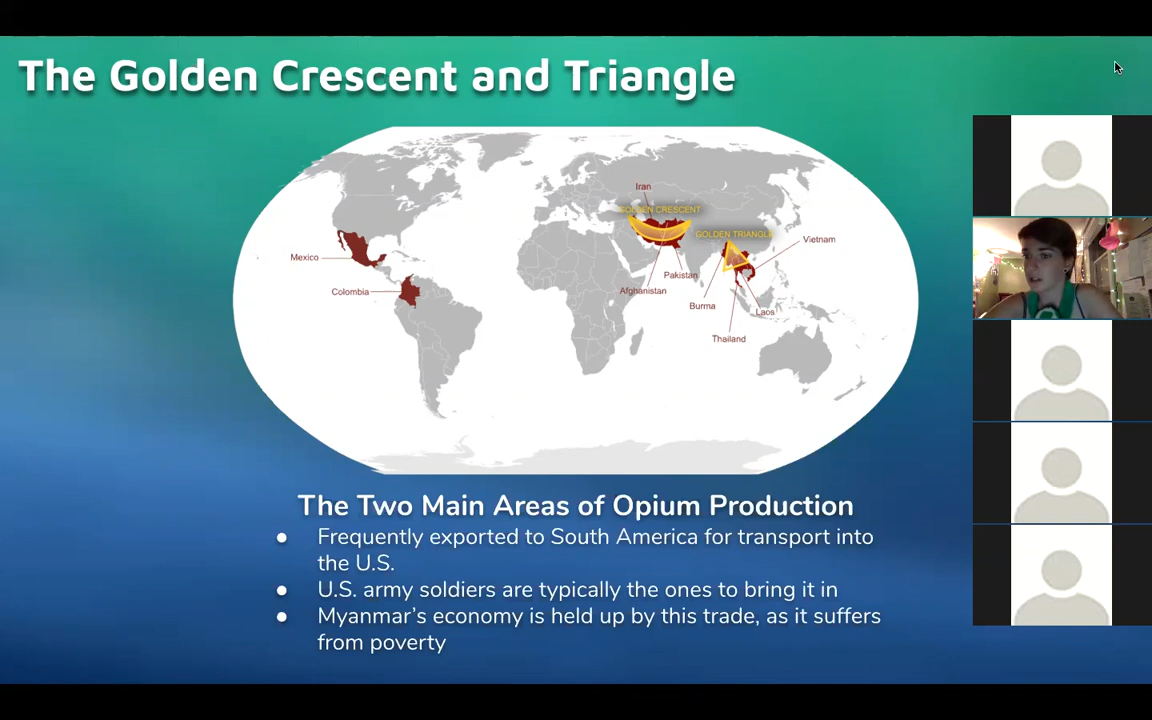 The Golden Crescent and Triangle
Iran
GOLDEN CRESCENT
GOLDEN TRIANGLE
Vietnam
Mexico
Pakistan
Colombia
Afghanistan
Burma
Laos
Thailand
The Two Main Areas of Opium Production
● Frequently exported to South America for transport into
the U.S.
● U.S. army soldiers are typically the ones to bring it in
● Myanmar’s economy is held up by this trade, as it suffers
from poverty